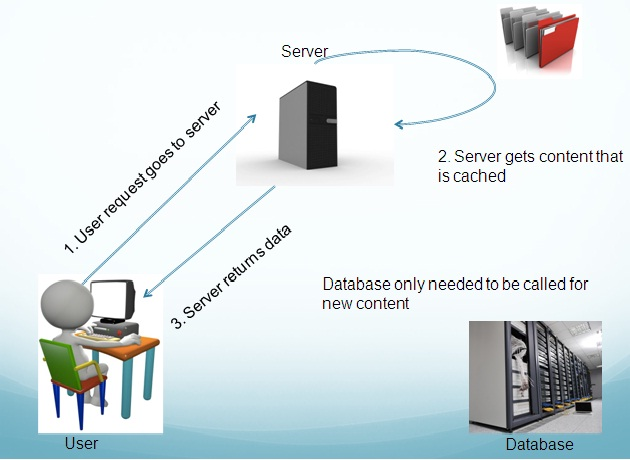 Server
1. User request goes to server
2. Server gets content that
is cached
3. Server returns data
Database only needed to be called for
new content
User
Database